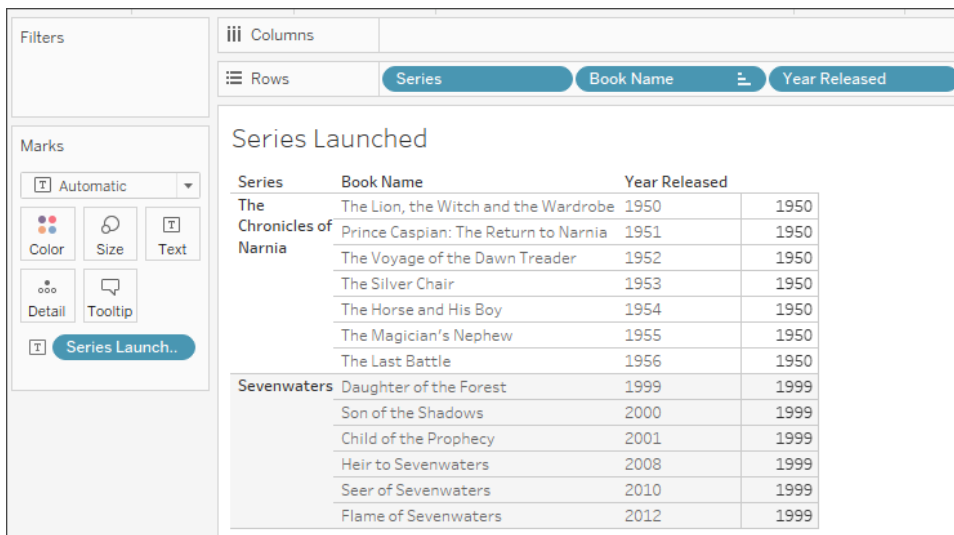 Filters
Columns
Rows Series Book Name Year Released
Marks
T Automatic
Color Size T Text
Detail Tooltip
T Series Launch..
Series Launched
Series Book Name Year Released
The Chronicles of Narnia The Lion, the Witch and the Wardrobe 1950 1950
Prince Caspian: The Return to Narnia 1951 1950
The Voyage of the Dawn Treader 1952 1950
The Silver Chair 1953 1950
The Horse and His Boy 1954 1950
The Magician's Nephew 1955 1950
The Last Battle 1956 1950
Sevenwaters Daughter of the Forest 1999 1999
Son of the Shadows 2000 1999
Child of the Prophecy 2001 1999
Heir to Sevenwaters 2008 1999
Seer of Sevenwaters 2010 1999
Flame of Sevenwaters 2012 1999